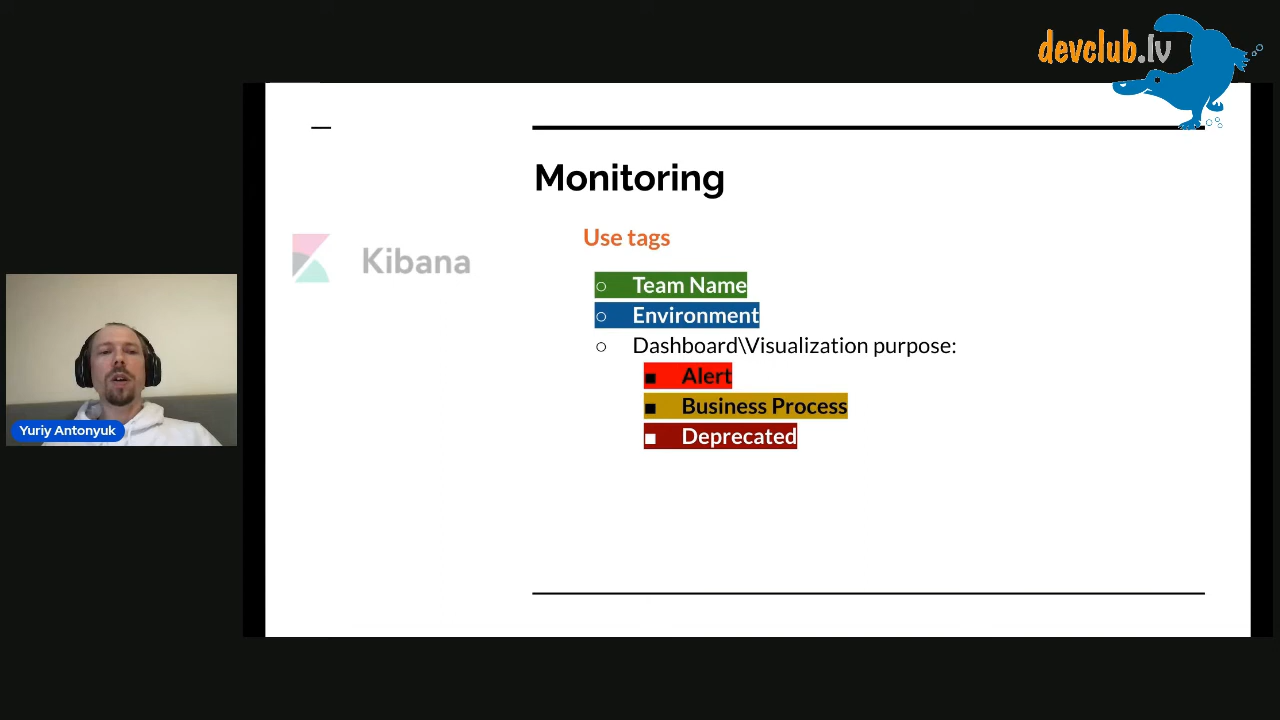 devclub.lv
Monitoring
Use tags
Kibana
○ Team Name
○ Environment
○ Dashboard\Visualization purpose:
■ Alert
■ Business Process
■ Deprecated
Yuriy Antonyuk